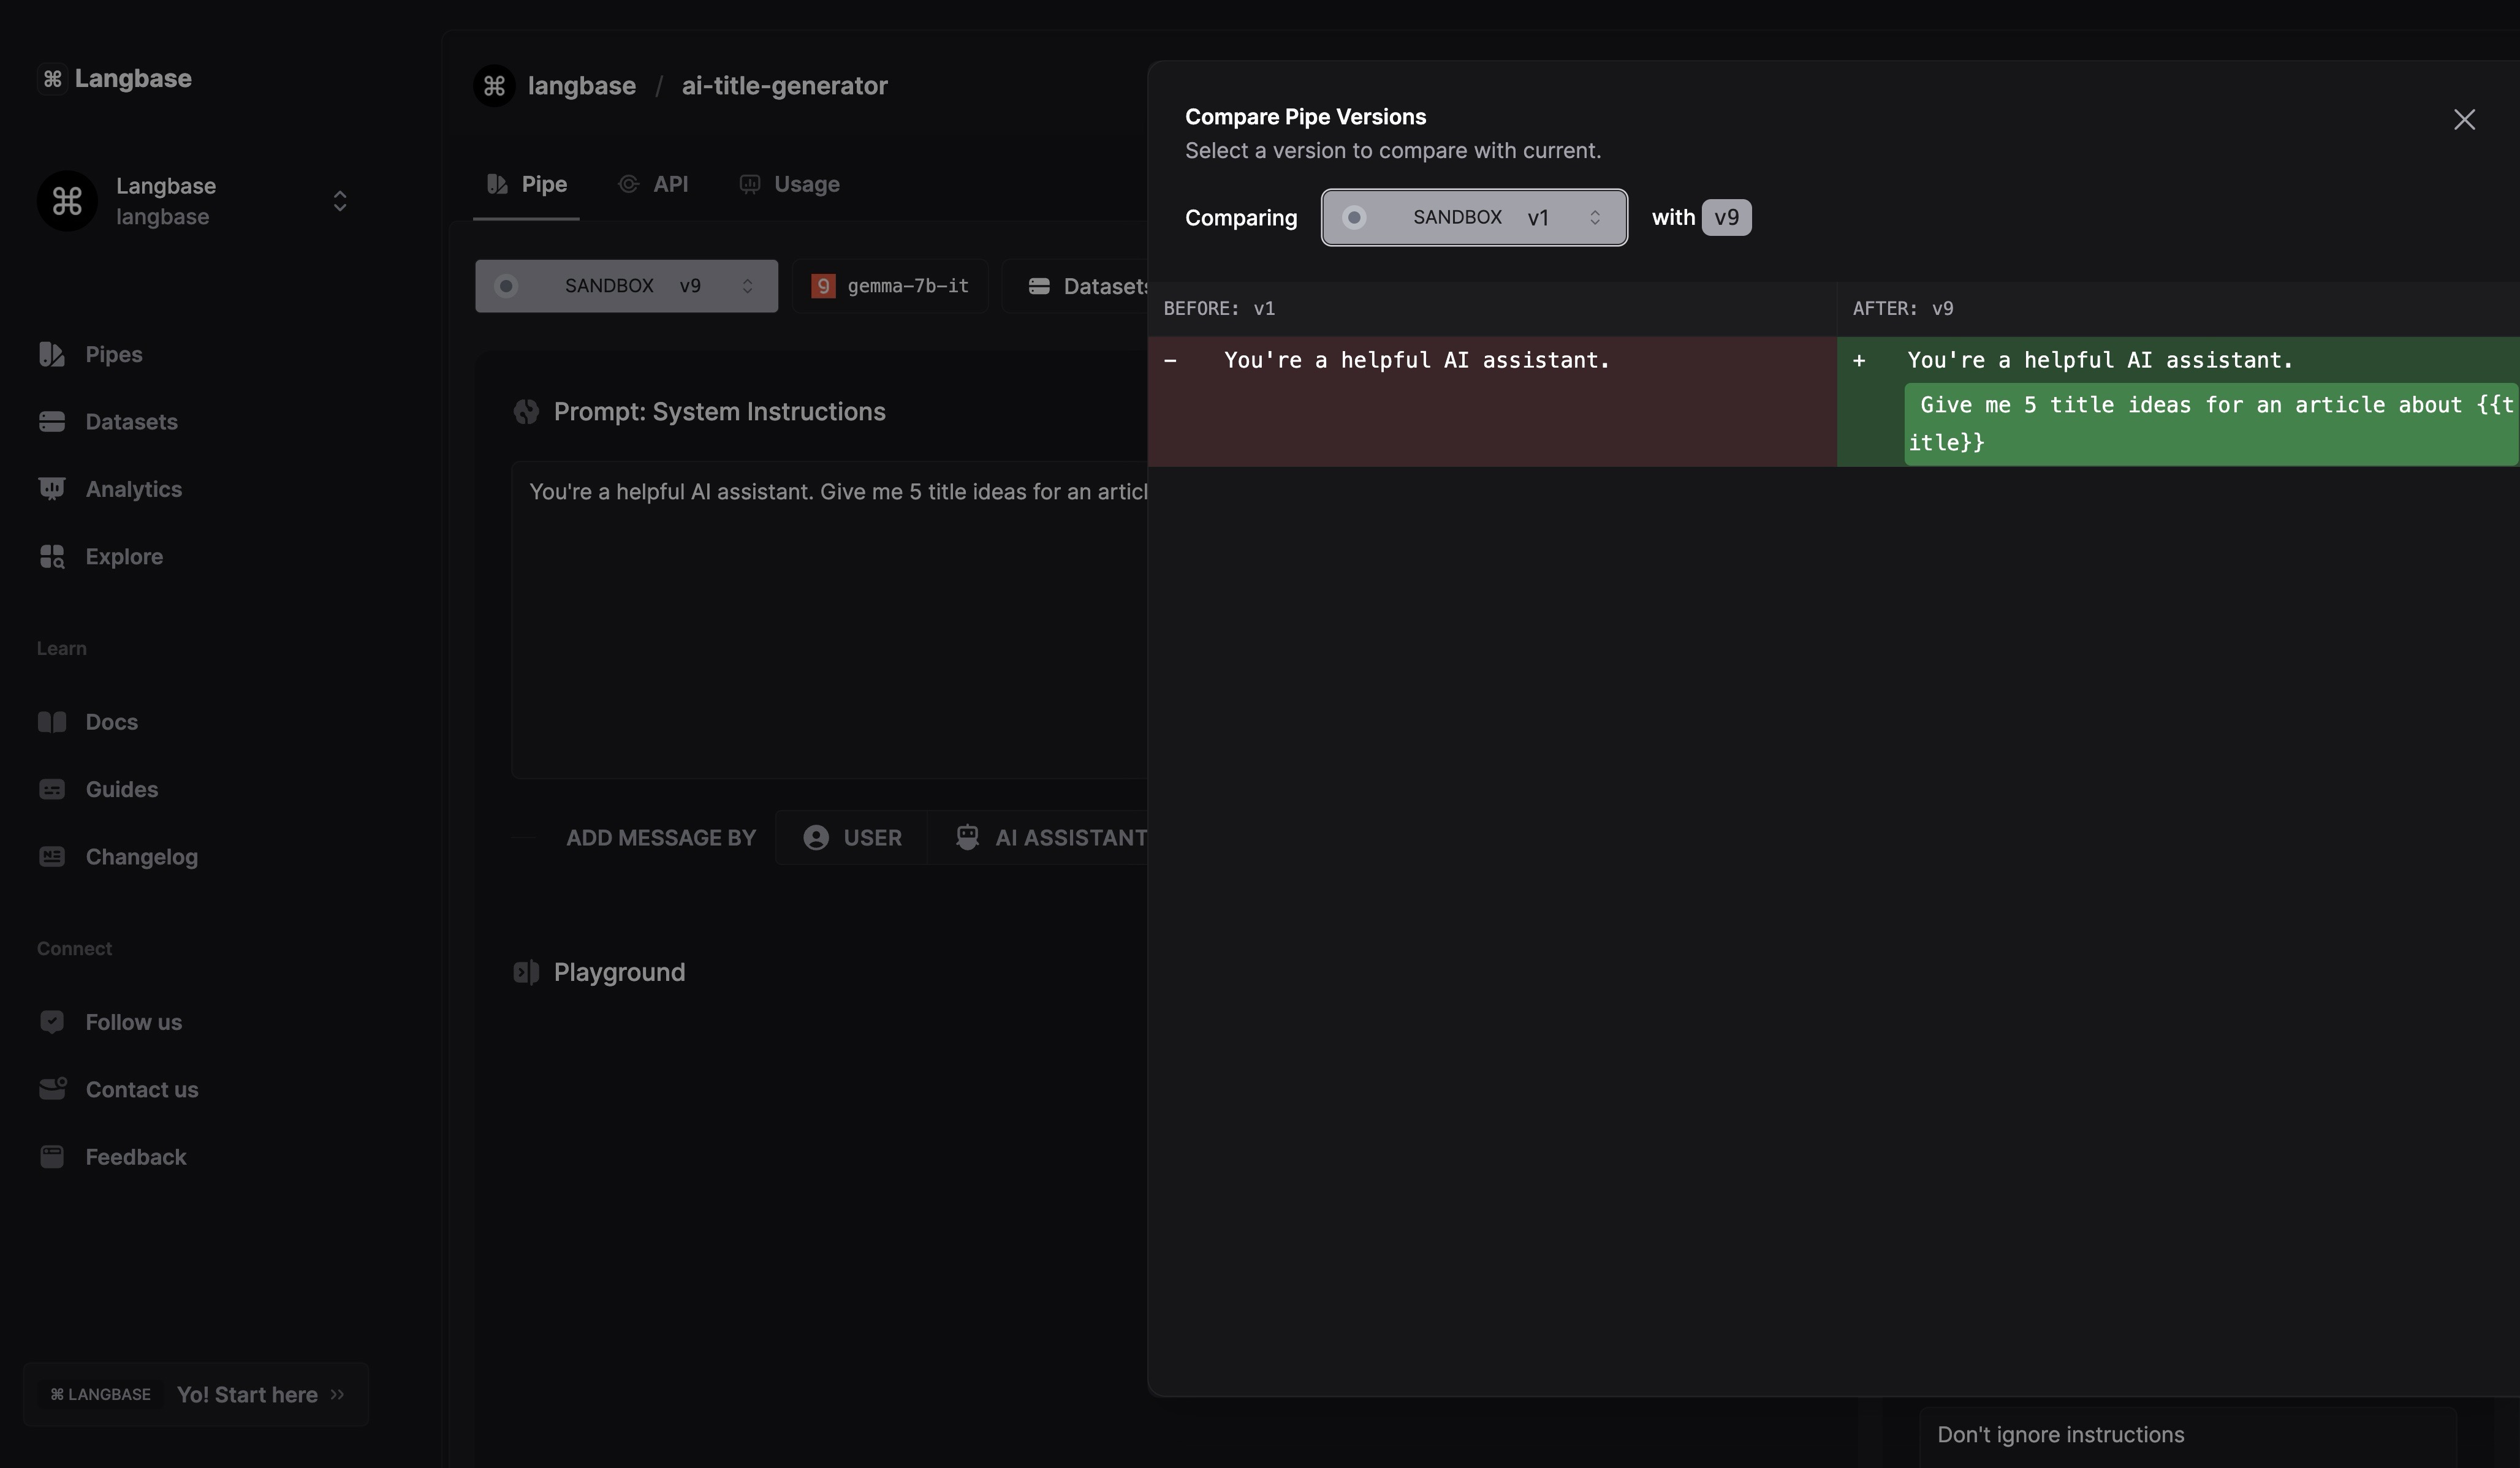 ⌘ Langbase
Langbase
langbase
Pipes
Datasets
Analytics
Explore
Learn
Docs
Guides
Changelog
Connect
Follow us
Contact us
Feedback
⌘ LANGBASE Yo! Start here
langbase / ai-title-generator
Pipe API Usage
SANDBOX v9 g gemma-7b-it Datasets
Prompt: System Instructions
You're a helpful AI assistant. Give me 5 title ideas for an articl
ADD MESSAGE BY USER AI ASSISTANT
Playground
Compare Pipe Versions
Select a version to compare with current.
Comparing SANDBOX v1 with v9
BEFORE: v1
- You're a helpful AI assistant.
AFTER: v9
+ You're a helpful AI assistant.
Give me 5 title ideas for an article about {{t
itle}}
Don't ignore instructions